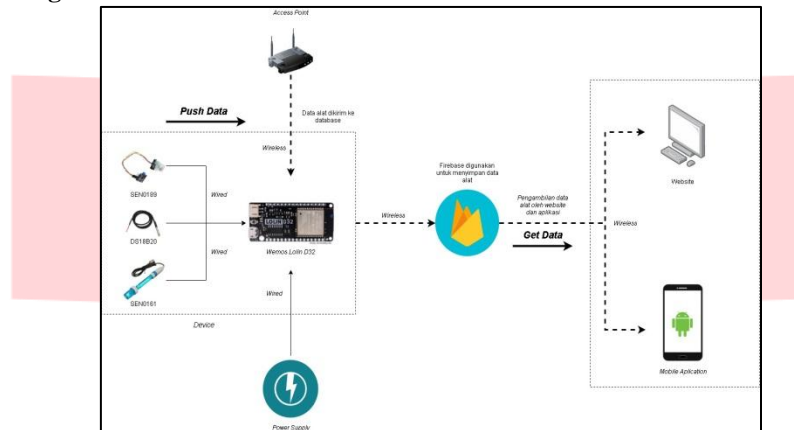 Access Point
Push Data
Data alat dikirim ke
database
Wireless
SEN0189
Wired
DS18B20
Wired
SEN0161
LOLIN D32
Wemos Lolin D32
Wired
Device
Power Supply
Wireless
Firebase digunakan
untuk menyimpan data
alat
Pengambilan data
alat oleh website
dan aplikasi
Get Data
Wireless
Website
Mobile Aplication